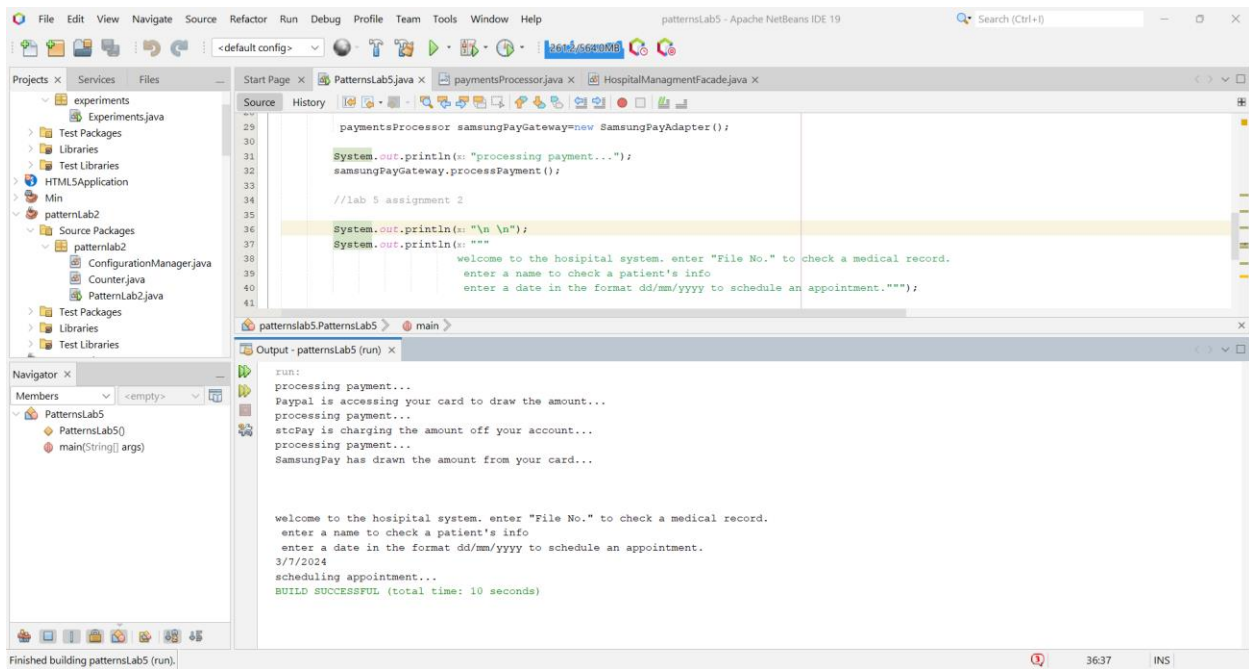 File Edit View Navigate Source Refactor Run Debug Profile Team Tools Window Help
patternsLab5 - Apache NetBeans IDE 19
Search (Ctrl+I)
<default config>
261.2/564.0MB
Projects Services Files
experiments
Experiments.java
Test Packages
Libraries
Test Libraries
HTML5Application
Min
patternLab2
Source Packages
patternlab2
ConfigurationManager.java
Counter.java
PatternLab2.java
Test Packages
Libraries
Test Libraries
Navigator
Members <empty>
PatternsLab5
PatternsLab5()
main(String[] args)
Start Page PatternsLab5.java paymentsProcessor.java HospitalManagmentFacade.java
Source History
29 paymentsProcessor samsungPayGateway=new SamsungPayAdapter();
30
31 System.out.println(x: "processing payment...");
32 samsungPayGateway.processPayment();
33
34 //lab 5 assignment 2
35
36 System.out.println(x: "\n \n");
37 System.out.println(x: """
38 welcome to the hosipital system. enter "File No." to check a medical record.
39 enter a name to check a patient's info
40 enter a date in the format dd/mm/yyyy to schedule an appointment.""");
41
patternslab5.PatternsLab5 main
Output - patternsLab5 (run)
run:
processing payment...
Paypal is accessing your card to draw the amount...
processing payment...
stcPay is charging the amount off your account...
processing payment...
SamsungPay has drawn the amount from your card...
welcome to the hosipital system. enter "File No." to check a medical record.
enter a name to check a patient's info
enter a date in the format dd/mm/yyyy to schedule an appointment.
3/7/2024
scheduling appointment...
BUILD SUCCESSFUL (total time: 10 seconds)
Finished building patternsLab5 (run).
36:37 INS